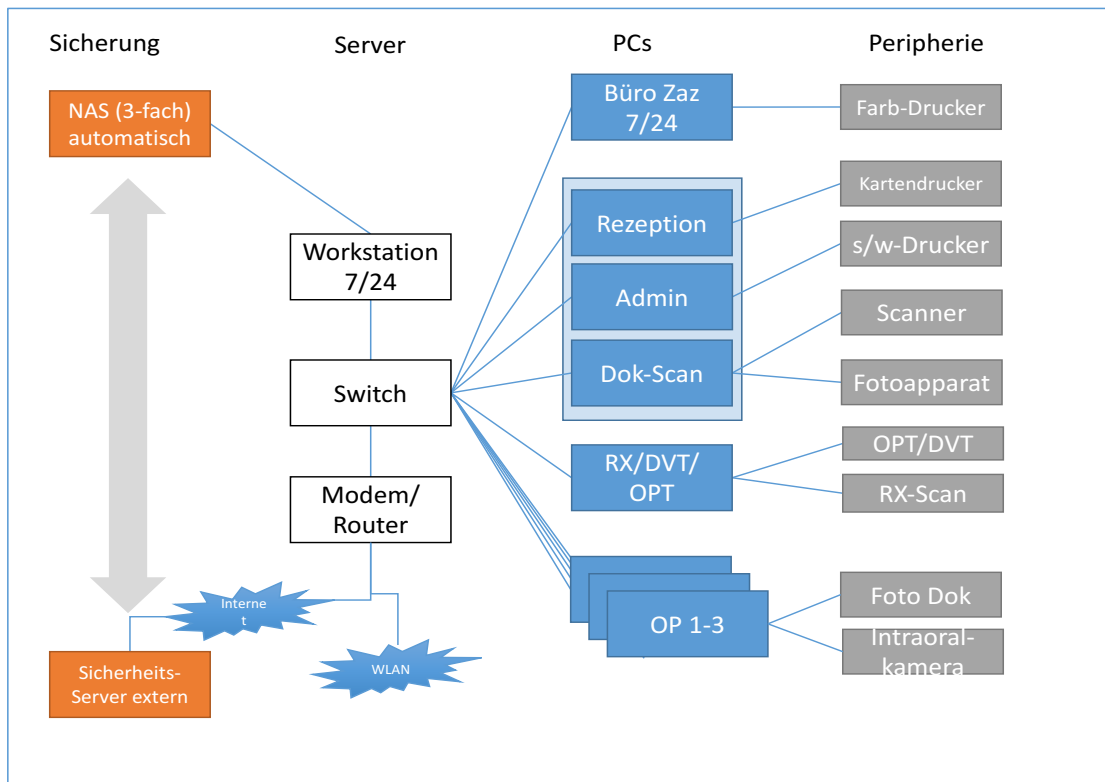 Sicherung
Server
PCs
Peripherie
NAS (3-fach)
automatisch
Workstation
7/24
Switch
Modem/
Router
Interne
t
WLAN
Sicherheits-
Server extern
Büro Zaz
7/24
Rezeption
Admin
Dok-Scan
RX/DVT/
OPT
OP 1-3
Farb-Drucker
Kartendrucker
s/w-Drucker
Scanner
Fotoapparat
OPT/DVT
RX-Scan
Foto Dok
Intraoral-
kamera